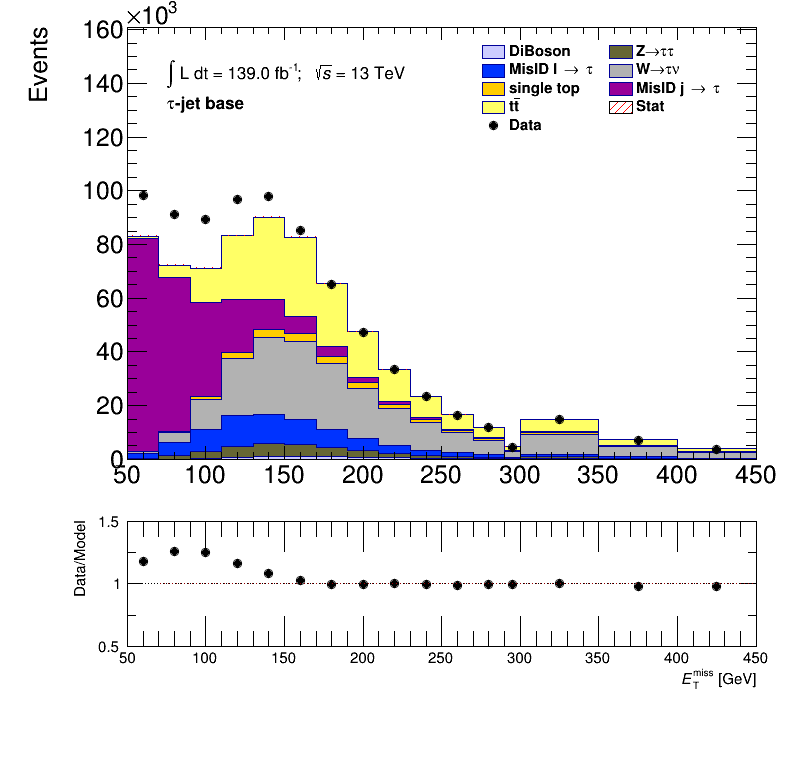 ×10³
Events
160
140
120
100
80
60
40
20
0
∫ L dt = 139.0 fb⁻¹; √s = 13 TeV
τ-jet base
DiBoson
MisID l → τ
single top
tt̄
Data
Z→ττ
W→τν
MisID j → τ
Stat
50 100 150 200 250 300 350 400 450
Data/Model
1.5
1
0.5
50 100 150 200 250 300 350 400 450
E_T^miss [GeV]